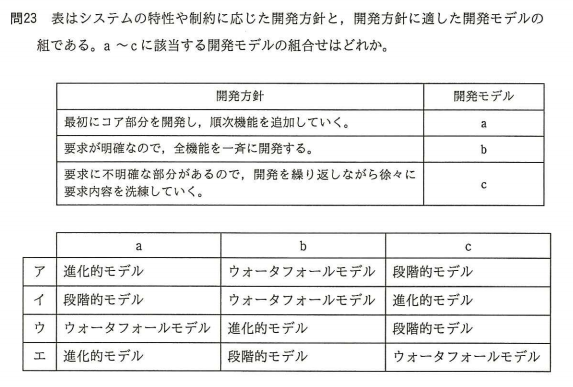 問23 表はシステムの特性や制約に応じた開発方針と，開発方針に適した開発モデルの
組である。a ～ c に該当する開発モデルの組合せはどれか。
開発方針 開発モデル
最初にコア部分を開発し，順次機能を追加していく。 a
要求が明確なので，全機能を一斉に開発する。 b
要求に不明確な部分があるので，開発を繰り返しながら徐々に
要求内容を洗練していく。 c
a b c
ア 進化的モデル ウォータフォールモデル 段階的モデル
イ 段階的モデル ウォータフォールモデル 進化的モデル
ウ ウォータフォールモデル 進化的モデル 段階的モデル
エ 進化的モデル 段階的モデル ウォータフォールモデル